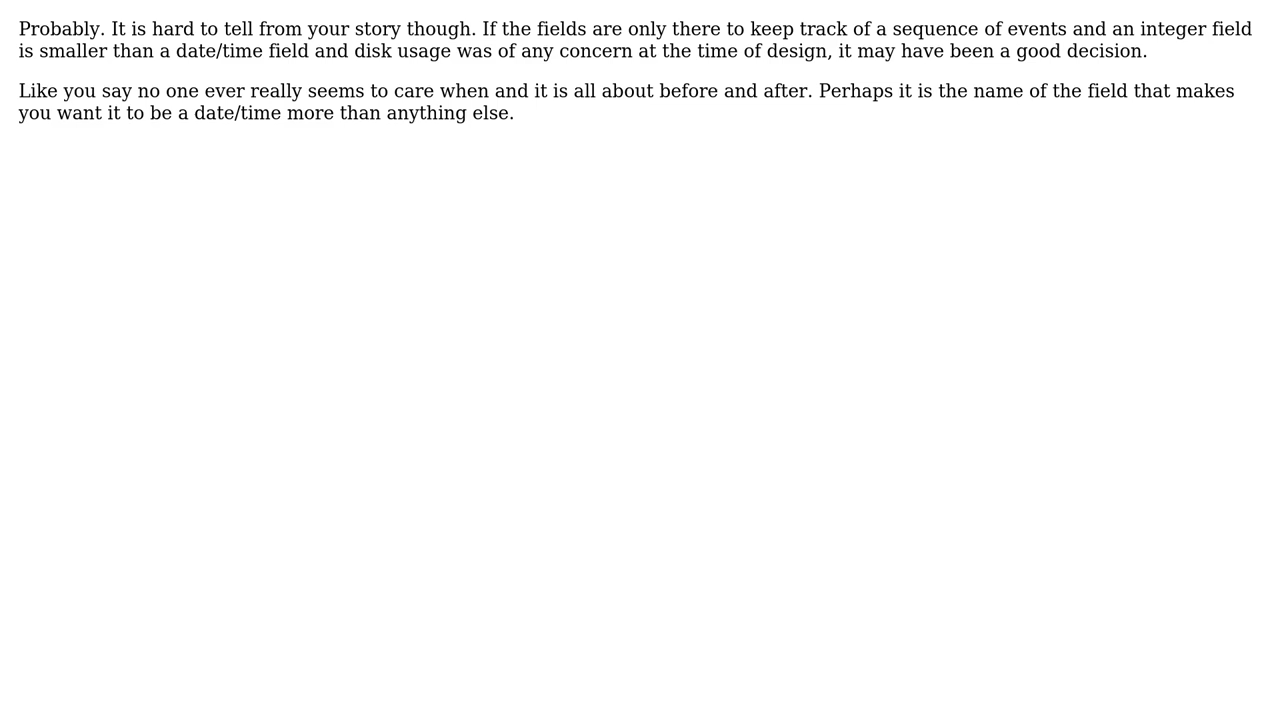 Probably. It is hard to tell from your story though. If the fields are only there to keep track of a sequence of events and an integer field
is smaller than a date/time field and disk usage was of any concern at the time of design, it may have been a good decision.
Like you say no one ever really seems to care when and it is all about before and after. Perhaps it is the name of the field that makes
you want it to be a date/time more than anything else.